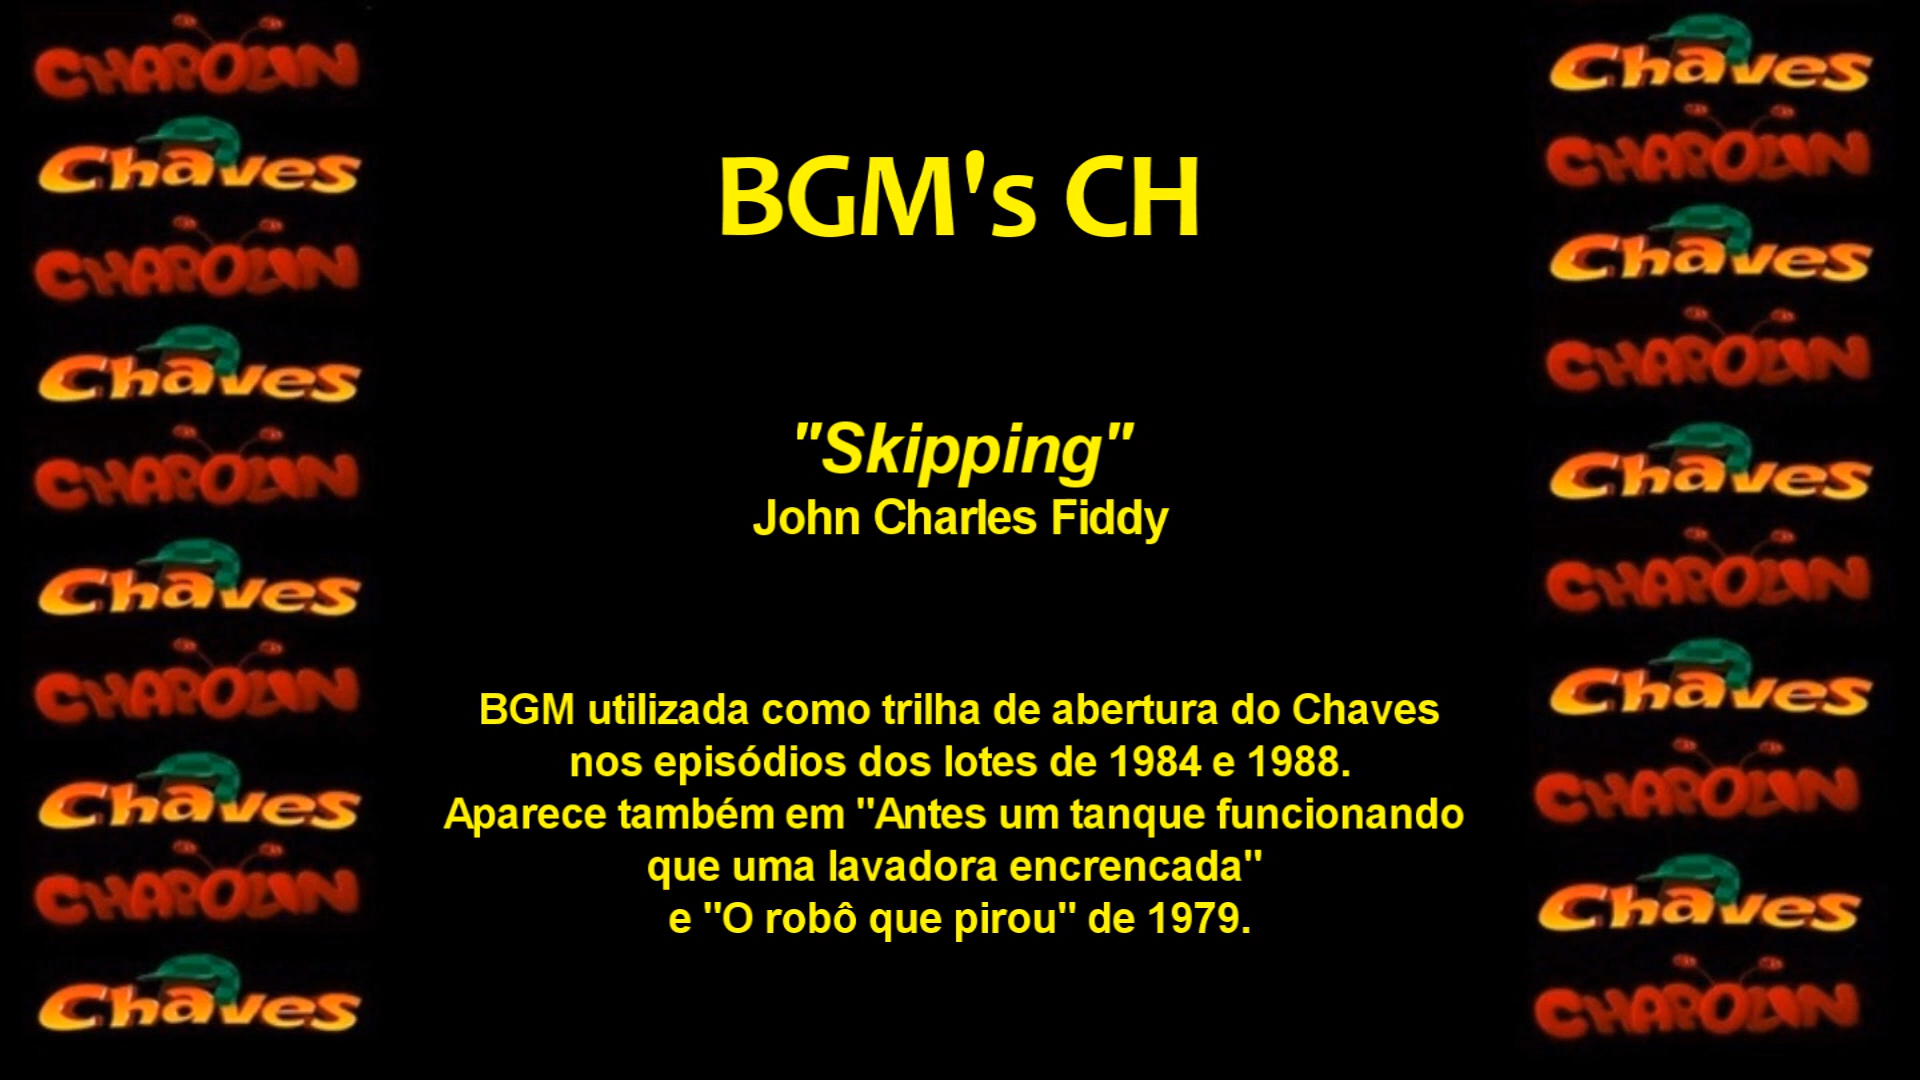 CHAPOLIN
Chaves
CHAPOLIN
Chaves
CHAPOLIN
Chaves
CHAPOLIN
Chaves
CHAPOLIN
Chaves
BGM's CH
"Skipping"
John Charles Fiddy
BGM utilizada como trilha de abertura do Chaves
nos episódios dos lotes de 1984 e 1988.
Aparece também em "Antes um tanque funcionando
que uma lavadora encrencada"
e "O robô que pirou" de 1979.
Chaves
CHAPOLIN
Chaves
CHAPOLIN
Chaves
CHAPOLIN
Chaves
CHAPOLIN
Chaves
CHAPOLIN